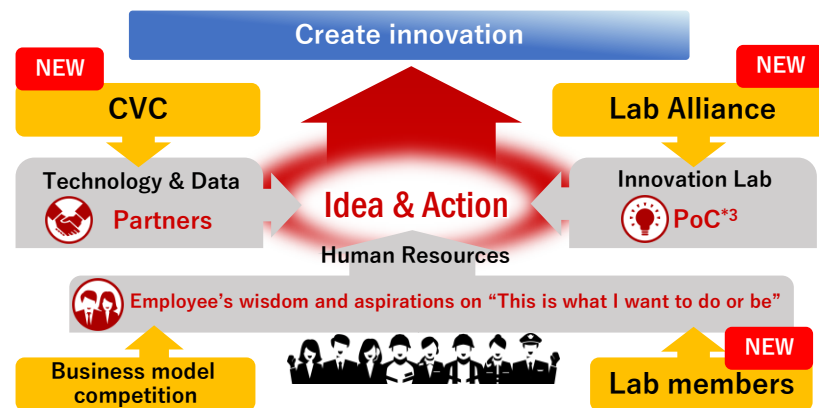 Create innovation
NEW
NEW
CVC
Lab Alliance
Technology & Data
Partners
Idea & Action
Innovation Lab
PoC*3
Human Resources
Employee’s wisdom and aspirations on “This is what I want to do or be”
Business model
competition
NEW
Lab members